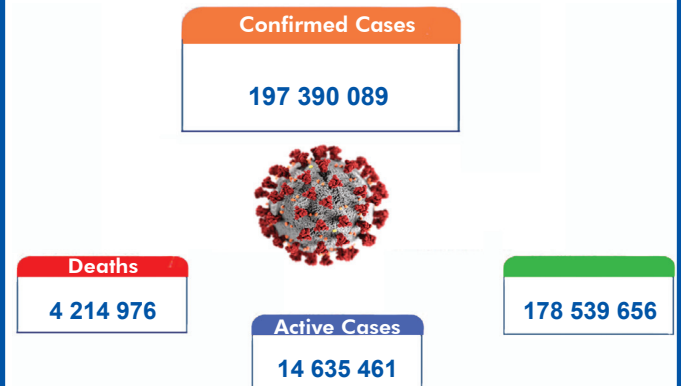 Confirmed Cases
197 390 089
Deaths
4 214 976
178 539 656
Active Cases
14 635 461